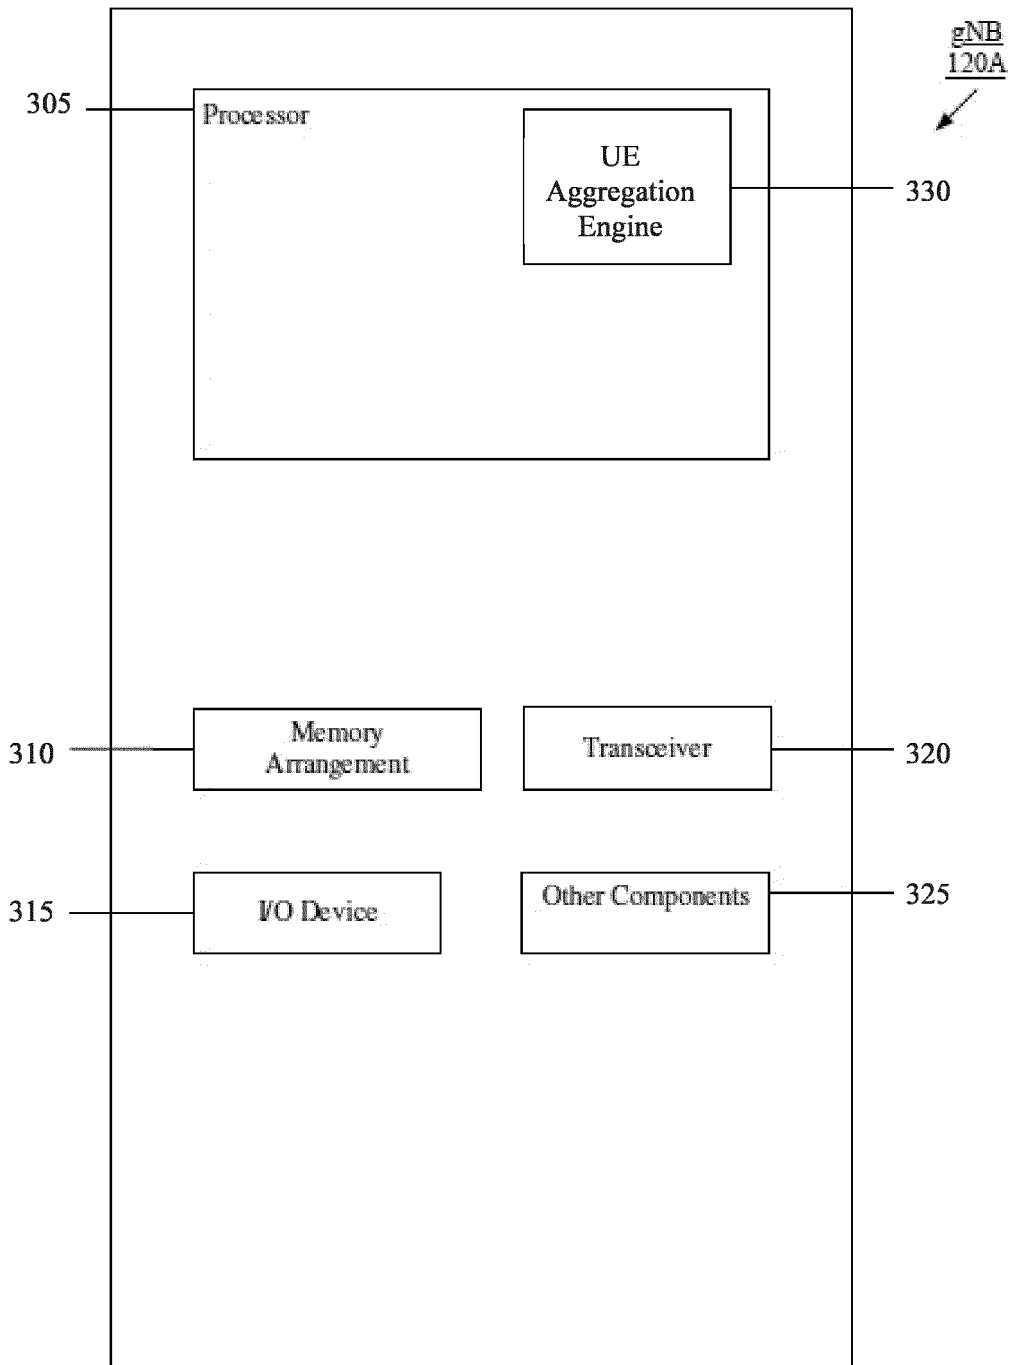 gNB
120A
305
Processor
UE
Aggregation
Engine
330
310
Memory
Arrangement
Transceiver
320
315
I/O Device
Other Components
325